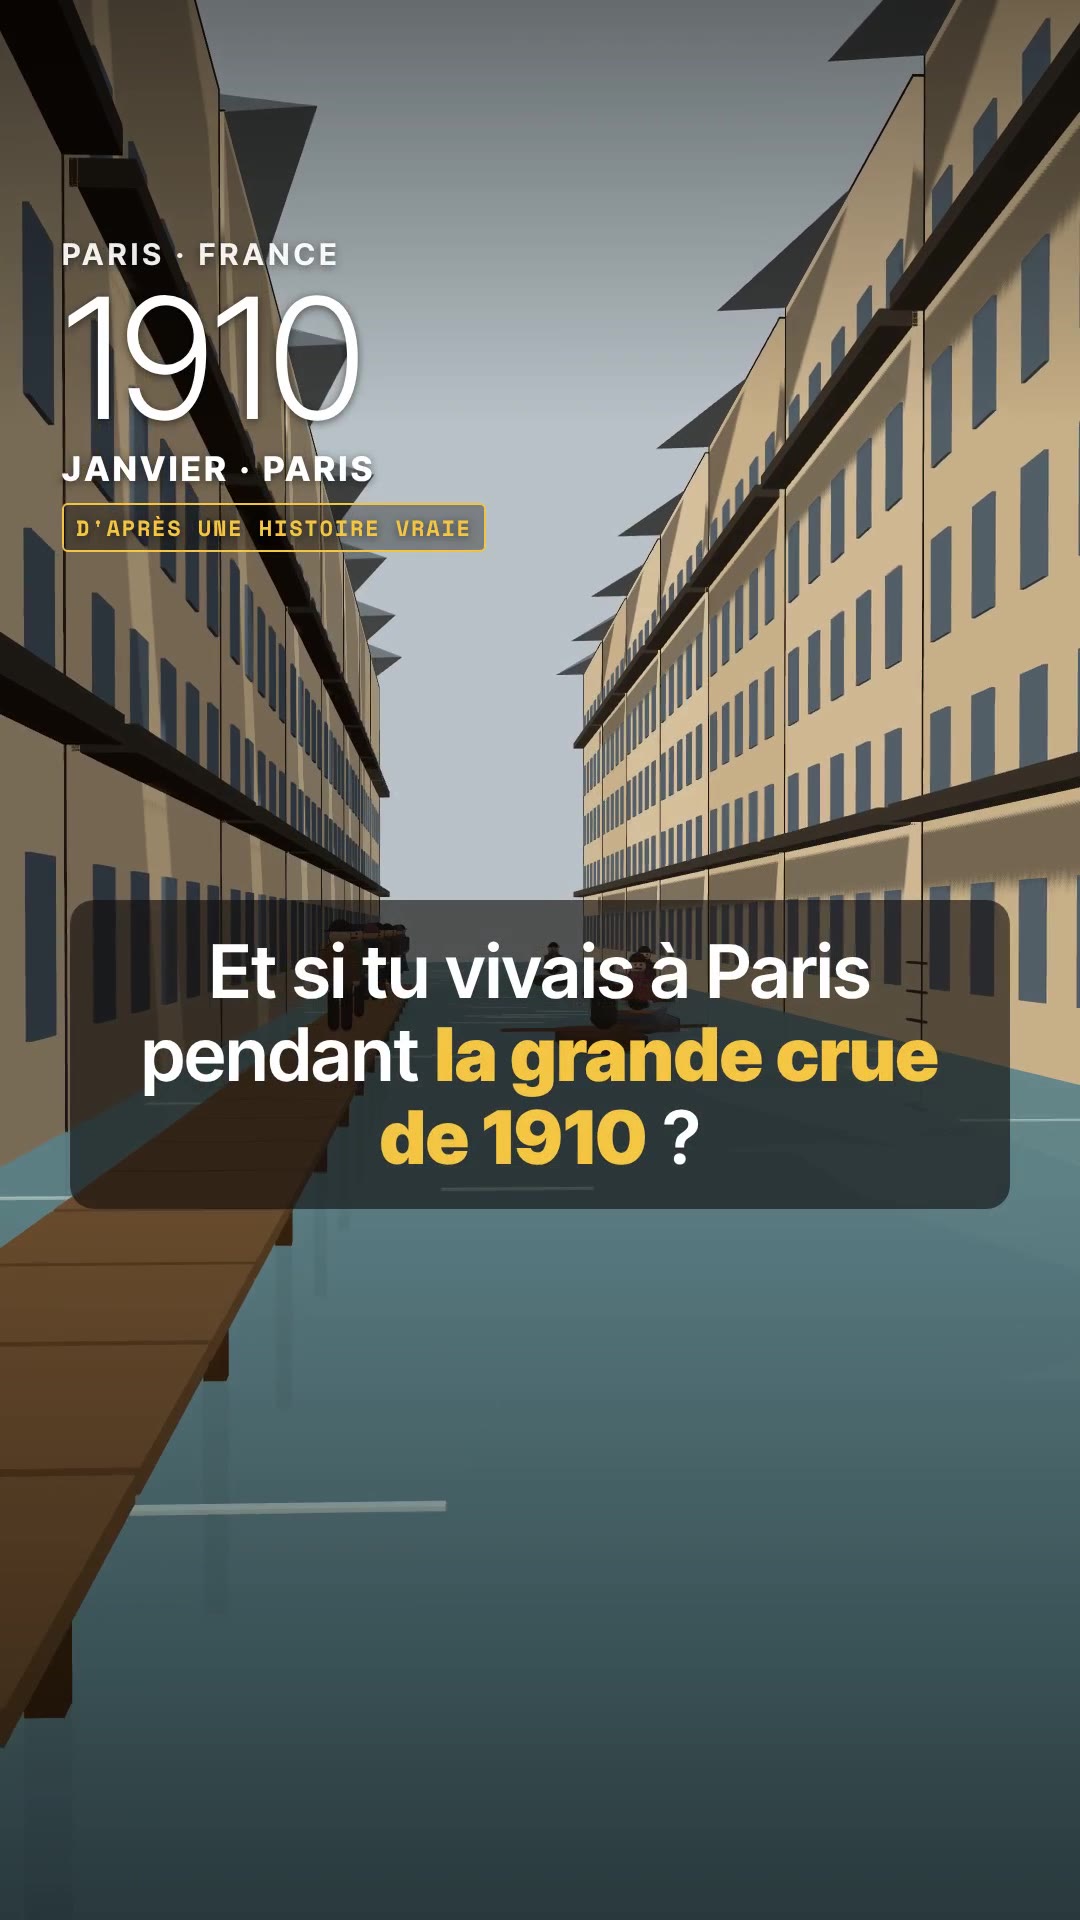 PARIS · FRANCE
1910
JANVIER · PARIS
D'APRÈS UNE HISTOIRE VRAIE
Et si tu vivais à Paris
pendant la grande crue
de 1910 ?